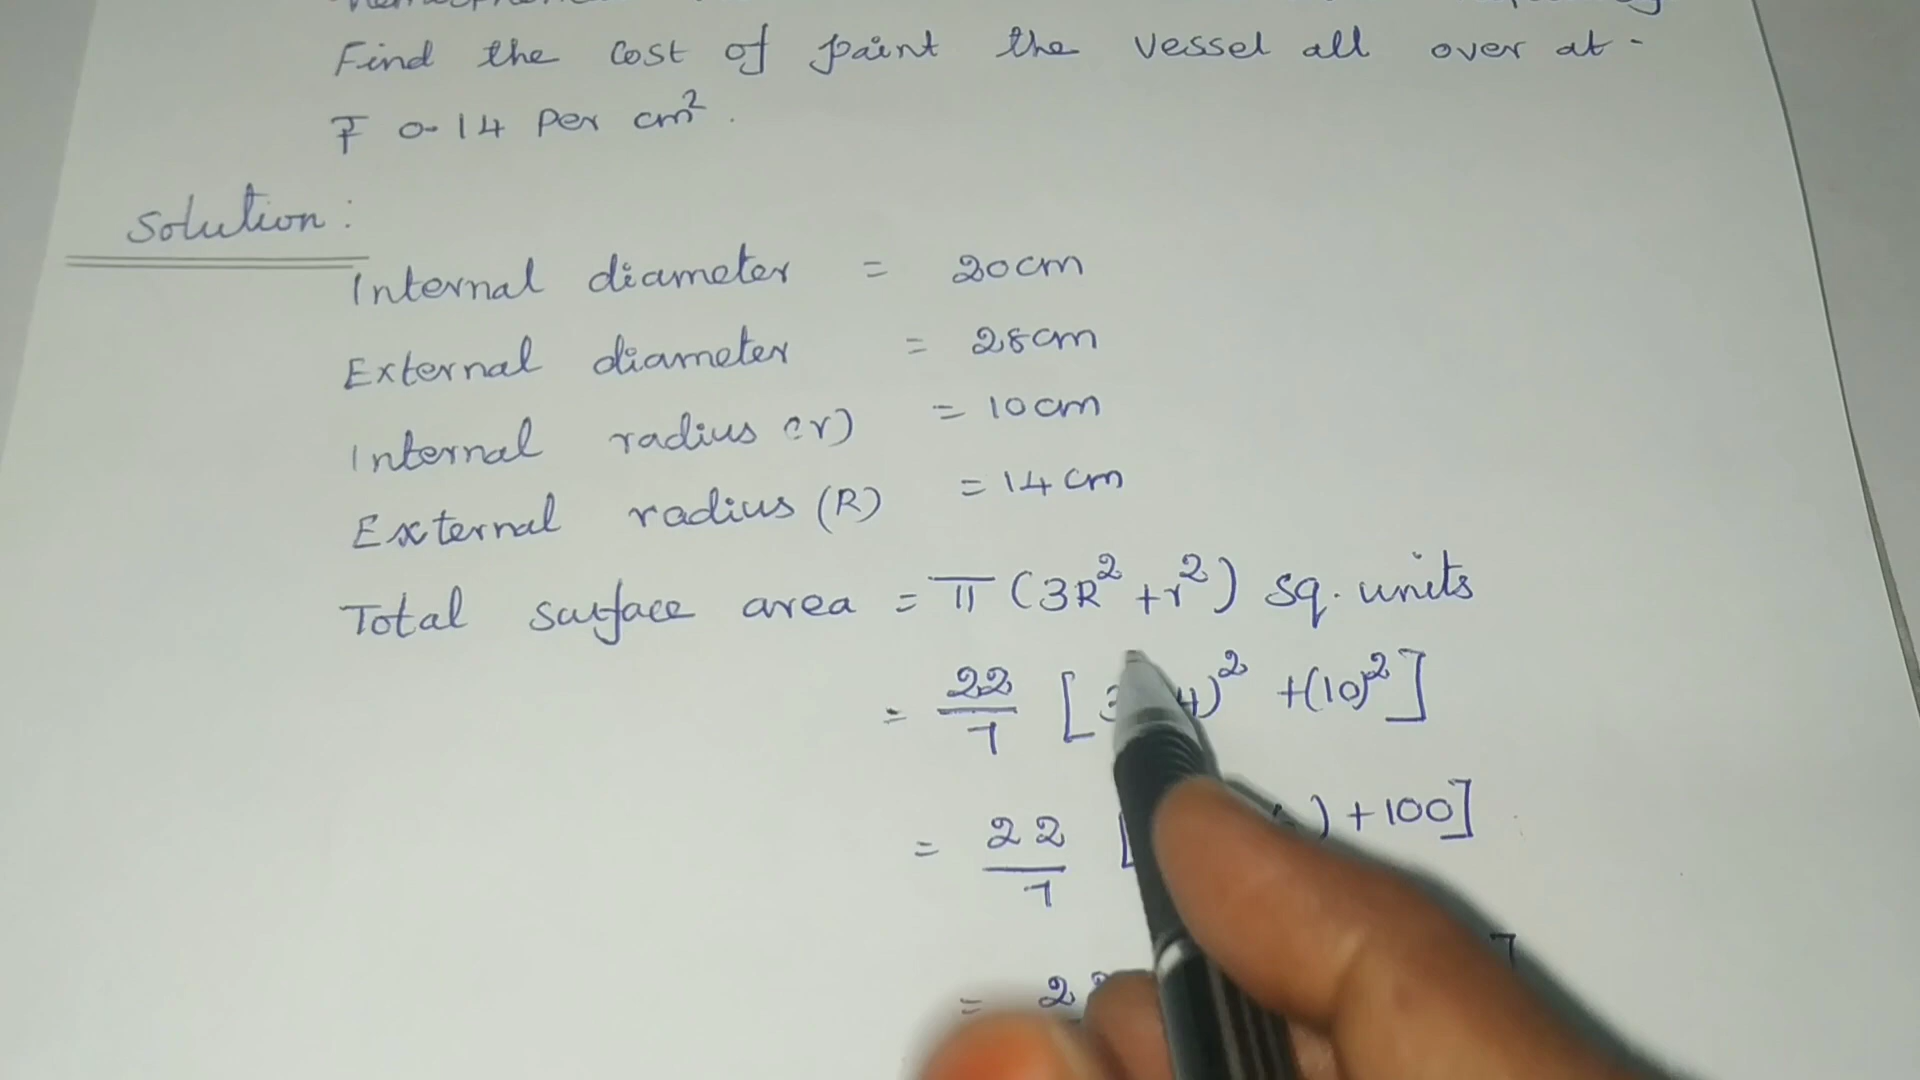 Find the Cost of paint the vessel all over at -
₹ 0.14 Per cm².
Solution:
Internal diameter = 20cm
External diameter = 28cm
Internal radius (r) = 10cm
External radius (R) = 14cm
Total surface area = π (3R² + r²) sq. units
= 22/7 [ 4)² +(10)²]
= 22/7 [ ) + 100]
= 22